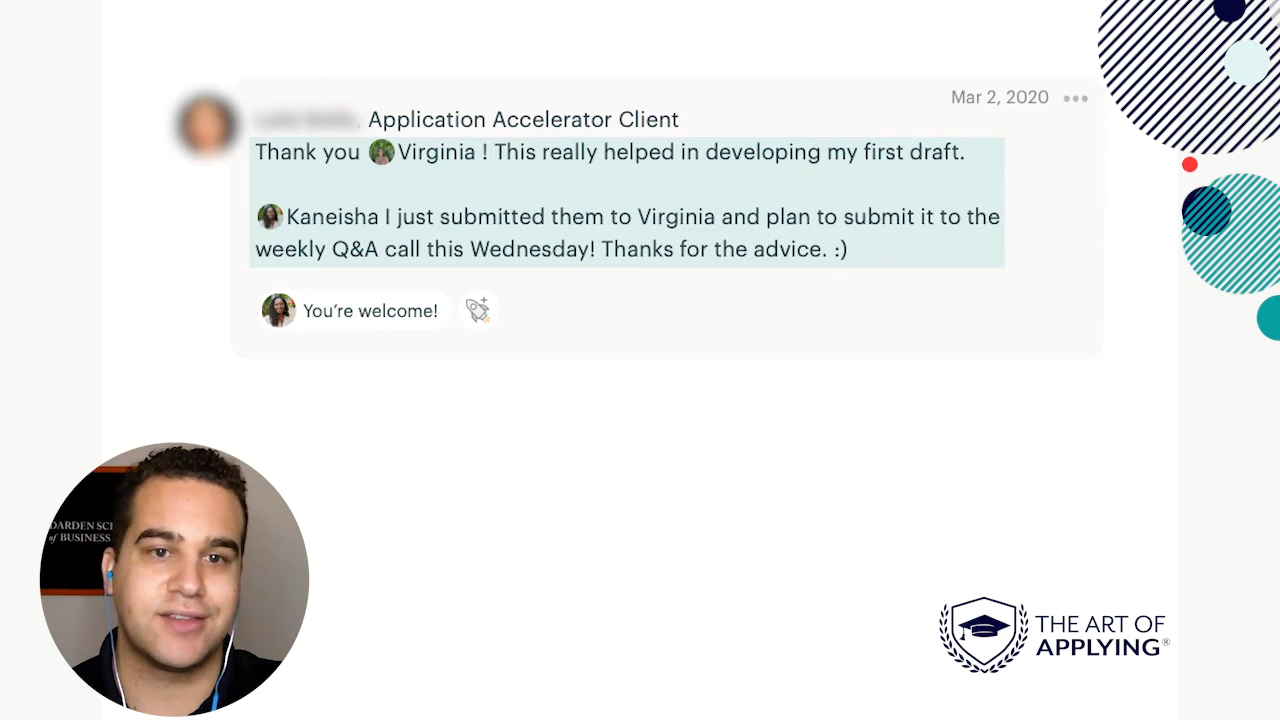 Mar 2, 2020
Application Accelerator Client
Thank you Virginia ! This really helped in developing my first draft.
Kaneisha I just submitted them to Virginia and plan to submit it to the
weekly Q&A call this Wednesday! Thanks for the advice. :)
You're welcome!
DARDEN SC
of BUSINESS
THE ART OF
APPLYING®